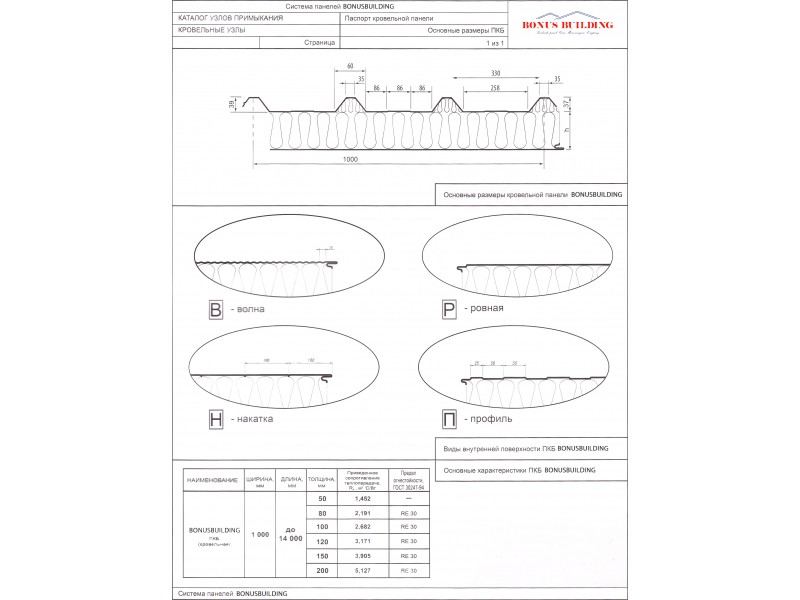 Система панелей BONUSBUILDING
КАТАЛОГ УЗЛОВ ПРИМЫКАНИЯ
Паспорт кровельной панели
КРОВЕЛЬНЫЕ УЗЛЫ
Основные размеры ПКБ
Страница
1 из 1
BONUS BUILDING
60
35
86
86
86
330
258
35
39
37
h
1000
Основные размеры кровельной панели BONUSBUILDING
В - волна
Р - ровная
Н - накатка
П - профиль
Виды внутренней поверхности ПКБ BONUSBUILDING
Основные характеристики ПКБ BONUSBUILDING
НАИМЕНОВАНИЕ
ШИРИНА, мм
ДЛИНА, мм
ТОЛЩИНА, мм
Приведенное сопротивление теплопередаче,
Предел огнестойкости, ГОСТ 30247-94
BONUSBUILDING
ПКБ
(кровельная)
1 000
до
14 000
50 1,452 —
80 2,191 RE 30
100 2,682 RE 30
120 3,171 RE 30
150 3,905 RE 30
200 5,127 RE 30
Система панелей BONUSBUILDING